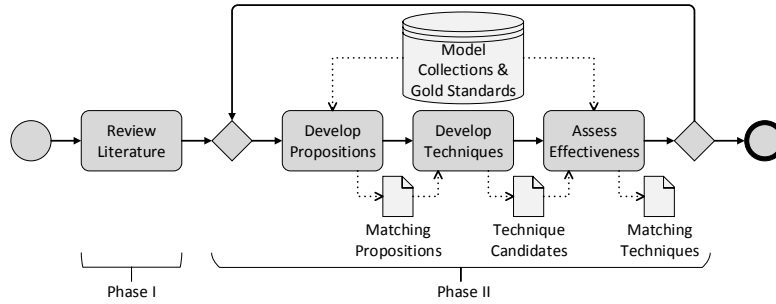 Model
Collections &
Gold Standards
Review
Literature
Develop
Propositions
Develop
Techniques
Assess
Effectiveness
Matching
Propositions
Technique
Candidates
Matching
Techniques
Phase I
Phase II